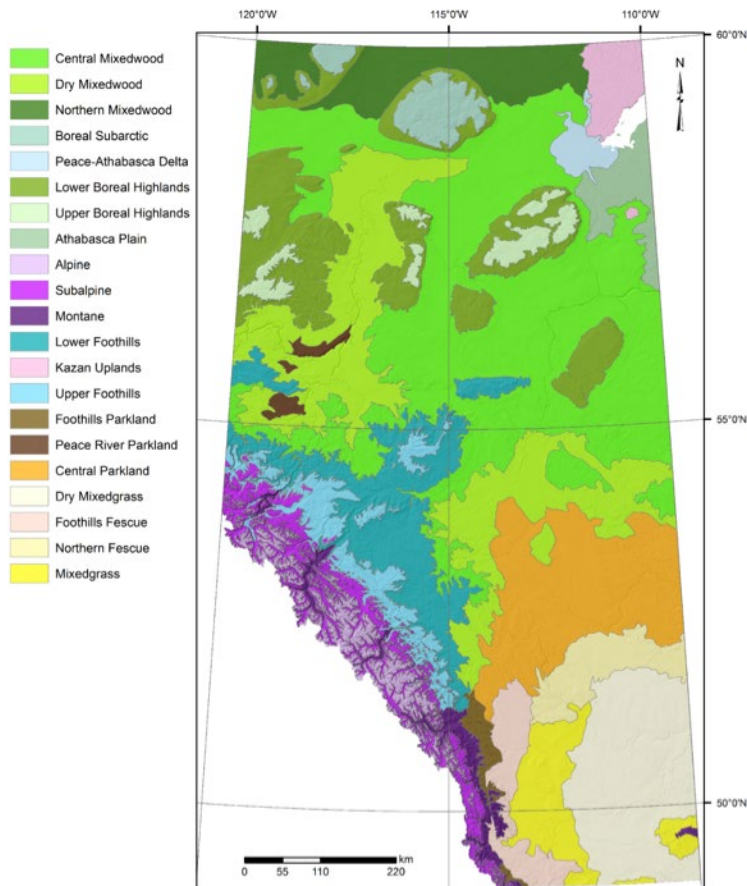 120°0'W
115°0'W
110°0'W
60°0'N
N
Central Mixedwood
Dry Mixedwood
Northern Mixedwood
Boreal Subarctic
Peace-Athabasca Delta
Lower Boreal Highlands
Upper Boreal Highlands
Athabasca Plain
Alpine
Subalpine
Montane
Lower Foothills
Kazan Uplands
Upper Foothills
Foothills Parkland
Peace River Parkland
Central Parkland
Dry Mixedgrass
Foothills Fescue
Northern Fescue
Mixedgrass
55°0'N
50°0'N
km
0 55 110 220